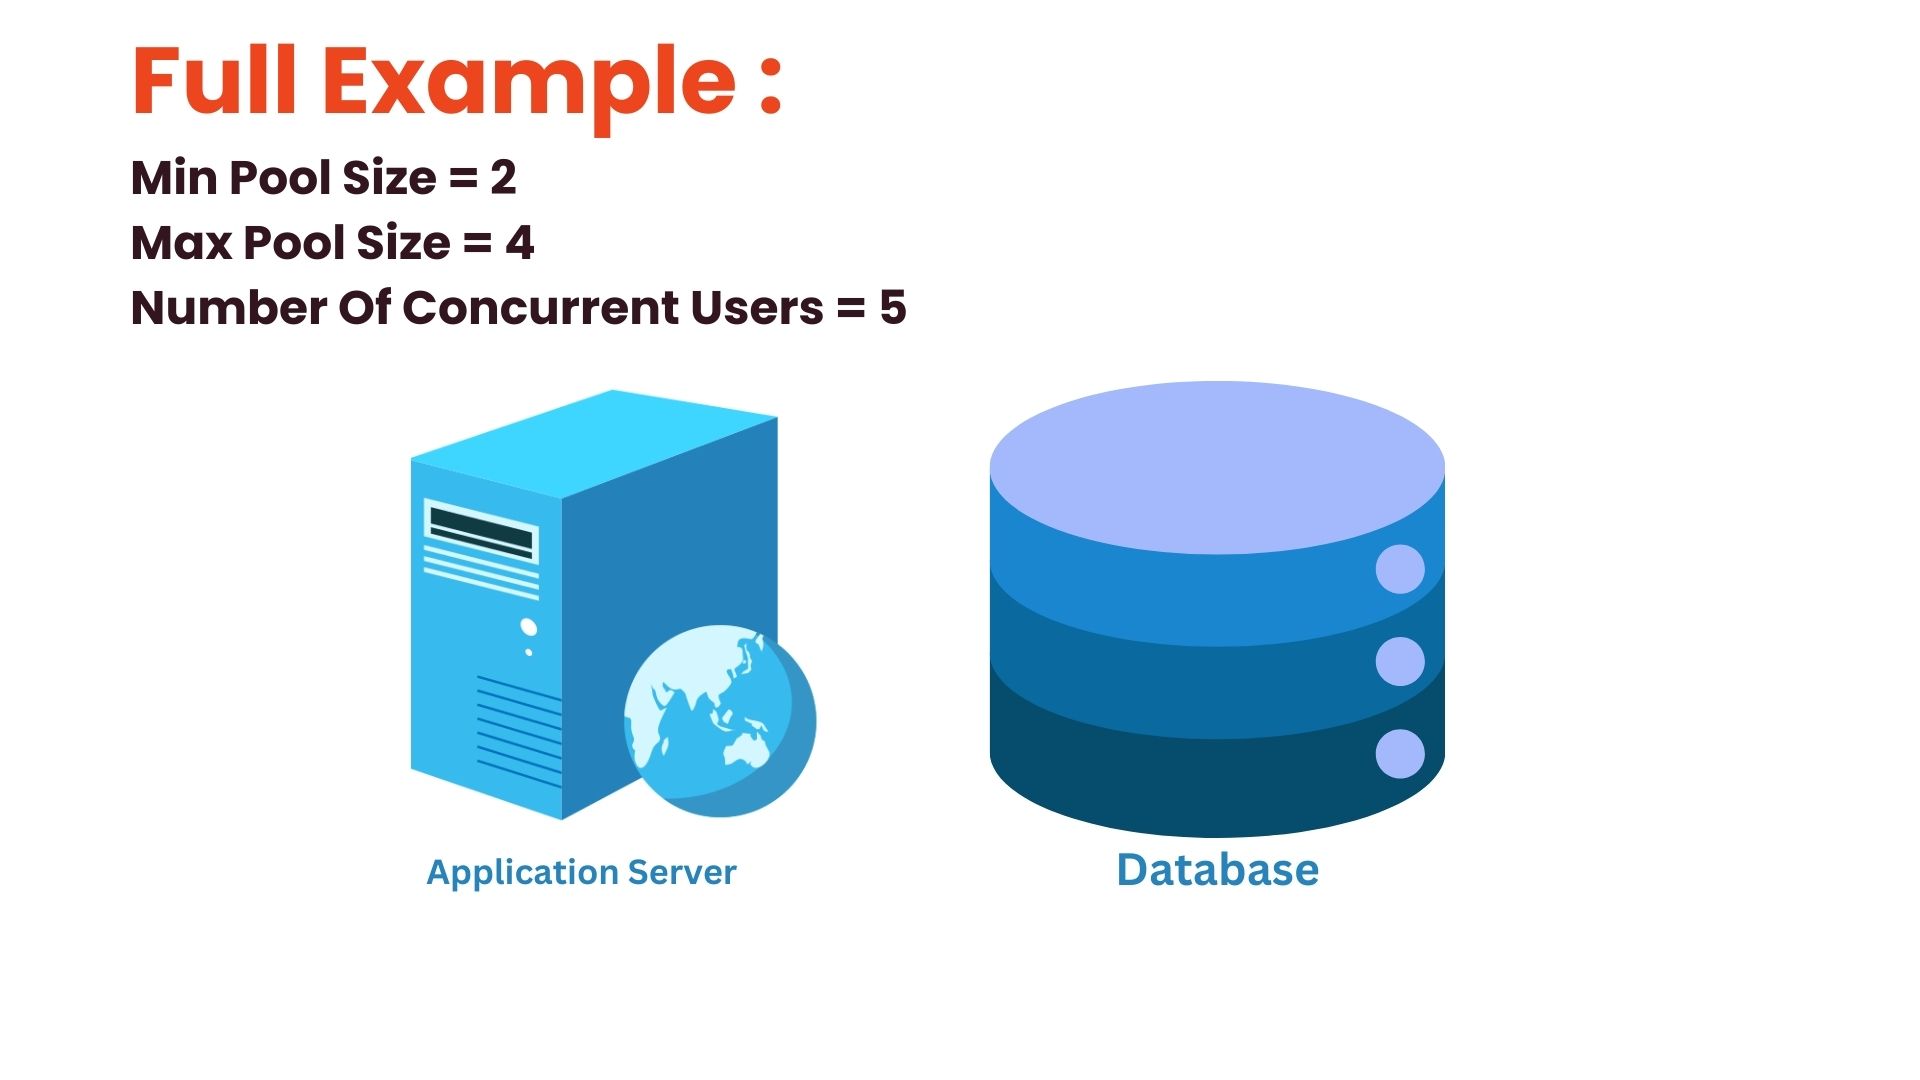 Full Example :
Min Pool Size = 2
Max Pool Size = 4
Number Of Concurrent Users = 5
Application Server
Database